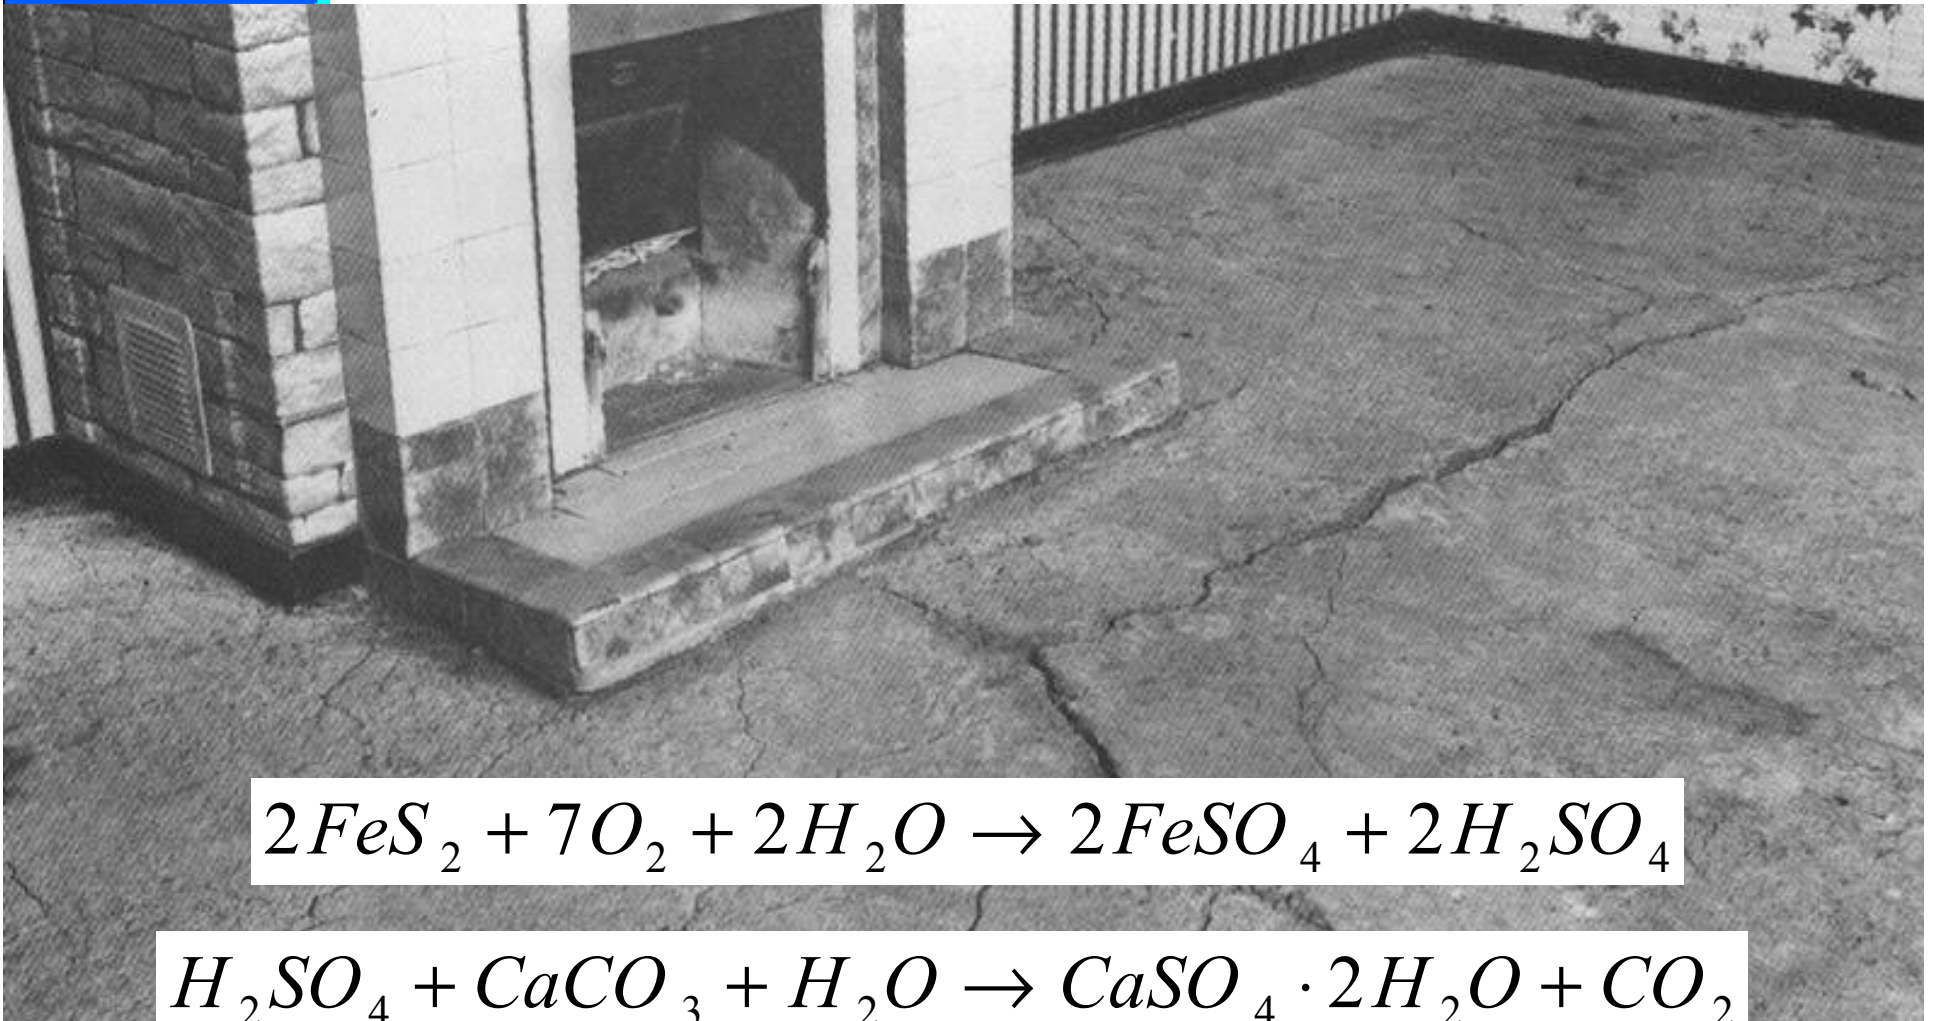 2FeS₂ + 7O₂ + 2H₂O → 2FeSO₄ + 2H₂SO₄
H₂SO₄ + CaCO₃ + H₂O → CaSO₄ · 2H₂O + CO₂